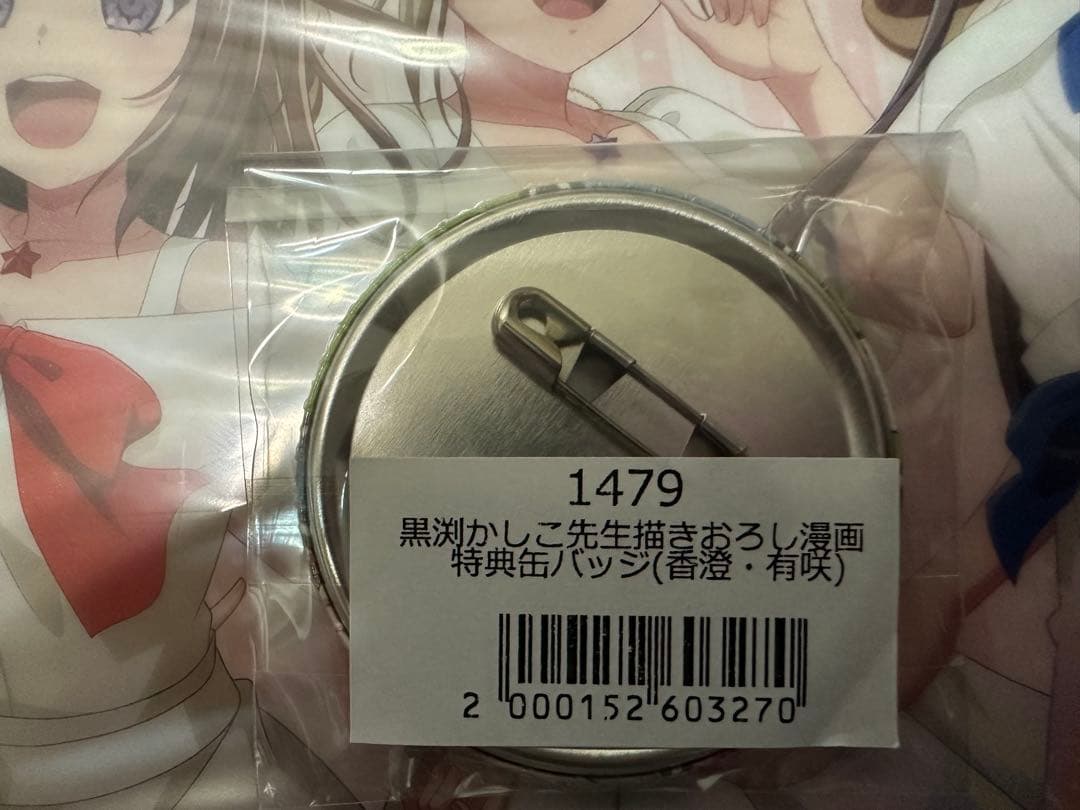 1479
黒渕かしこ先生描きおろし漫画
特典缶バッジ(香澄・有咲)
2 000152 603270